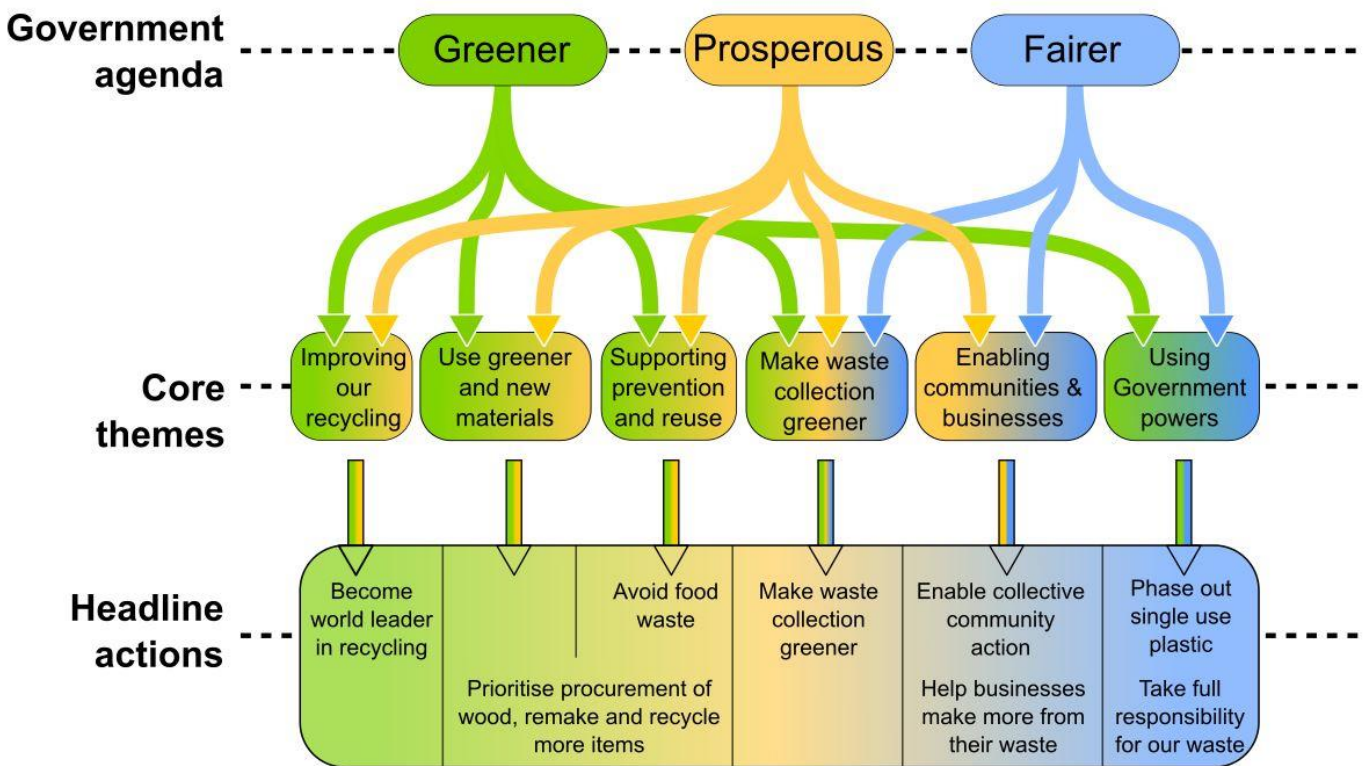 Government
agenda
Greener
Prosperous
Fairer
Core
themes
Improving
our
recycling
Use greener
and new
materials
Supporting
prevention
and reuse
Make waste
collection
greener
Enabling
communities &
businesses
Using
Government
powers
Headline
actions
Become
world leader
in recycling
Avoid food
waste
Prioritise procurement of
wood, remake and recycle
more items
Make waste
collection
greener
Enable collective
community
action
Help businesses
make more from
their waste
Phase out
single use
plastic
Take full
responsibility
for our waste